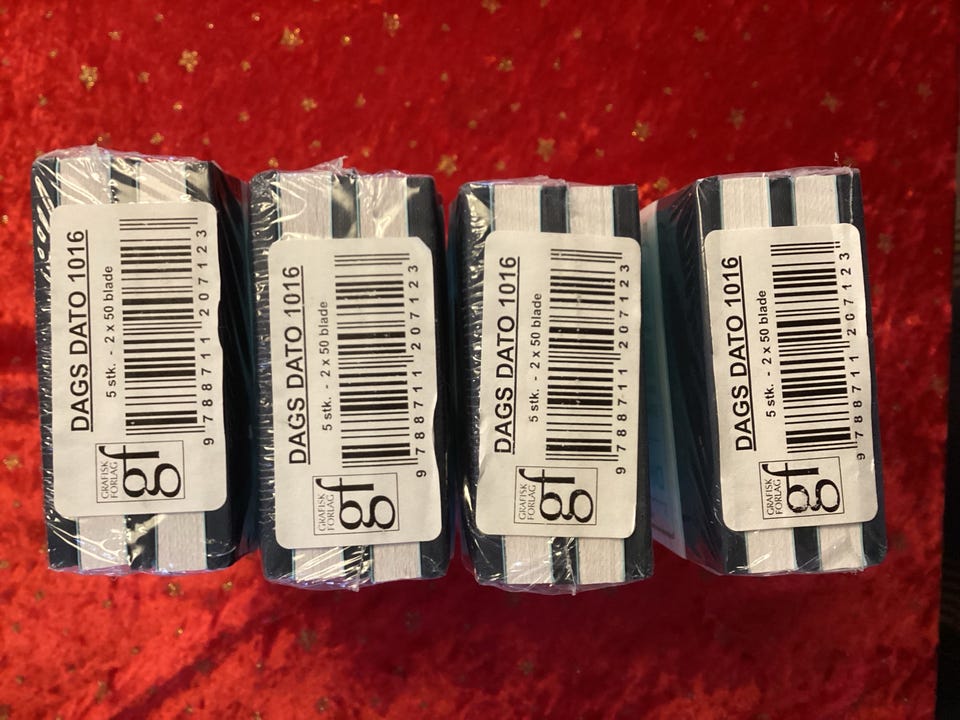 DAGS DATO 1016
5 stk. - 2 x 50 blade
9 788711 207123
GRAFISK
FORLAG
gf
DAGS DATO 1016
5 stk. - 2 x 50 blade
9 788711 207123
GRAFISK
FORLAG
gf
DAGS DATO 1016
5 stk. - 2 x 50 blade
9 788711 207123
GRAFISK
FORLAG
gf
DAGS DATO 1016
5 stk. - 2 x 50 blade
9 788711 207123
GRAFISK
FORLAG
gf